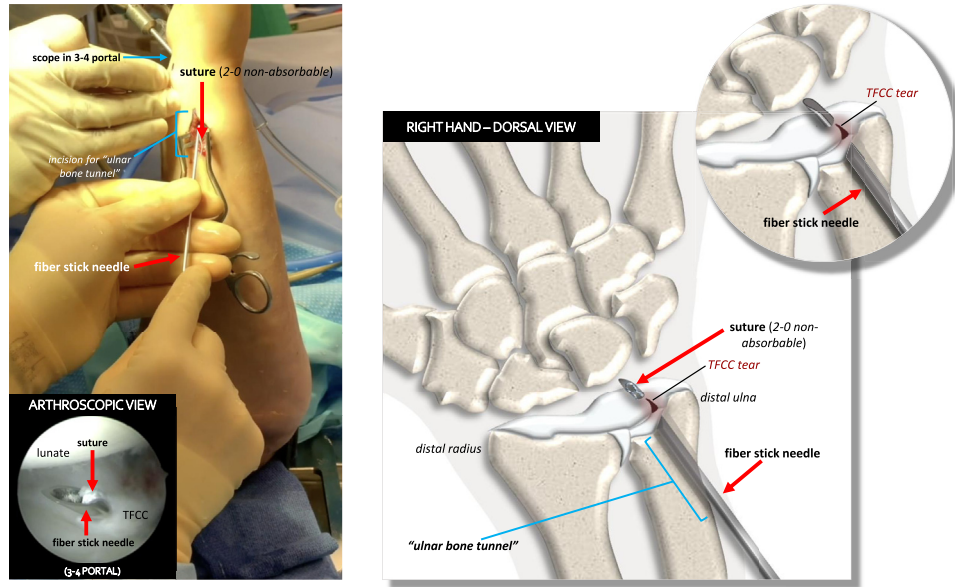 scope in 3-4 portal
suture (2-0 non-absorbable)
incision for "ulnar
bone tunnel"
fiber stick needle
ARTHROSCOPIC VIEW
suture
lunate
TFCC
fiber stick needle
(3-4 PORTAL)
RIGHT HAND – DORSAL VIEW
TFCC tear
fiber stick needle
suture (2-0 non-
absorbable)
TFCC tear
distal ulna
distal radius
fiber stick needle
"ulnar bone tunnel"